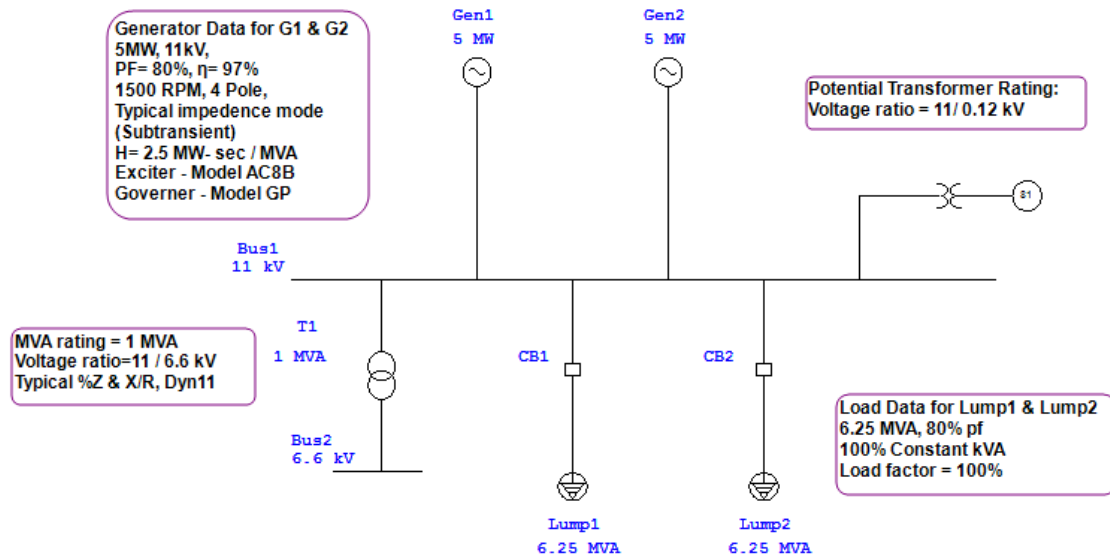 Generator Data for G1 & G2
5MW, 11kV,
PF= 80%, η= 97%
1500 RPM, 4 Pole,
Typical impedence mode
(Subtransient)
H= 2.5 MW- sec / MVA
Exciter - Model AC8B
Governer - Model GP
Gen1
5 MW
Gen2
5 MW
Potential Transformer Rating:
Voltage ratio = 11/ 0.12 kV
S1
Bus1
11 kV
MVA rating = 1 MVA
Voltage ratio=11 / 6.6 kV
Typical %Z & X/R, Dyn11
T1
1 MVA
CB1
CB2
Load Data for Lump1 & Lump2
6.25 MVA, 80% pf
100% Constant kVA
Load factor = 100%
Bus2
6.6 kV
Lump1
6.25 MVA
Lump2
6.25 MVA